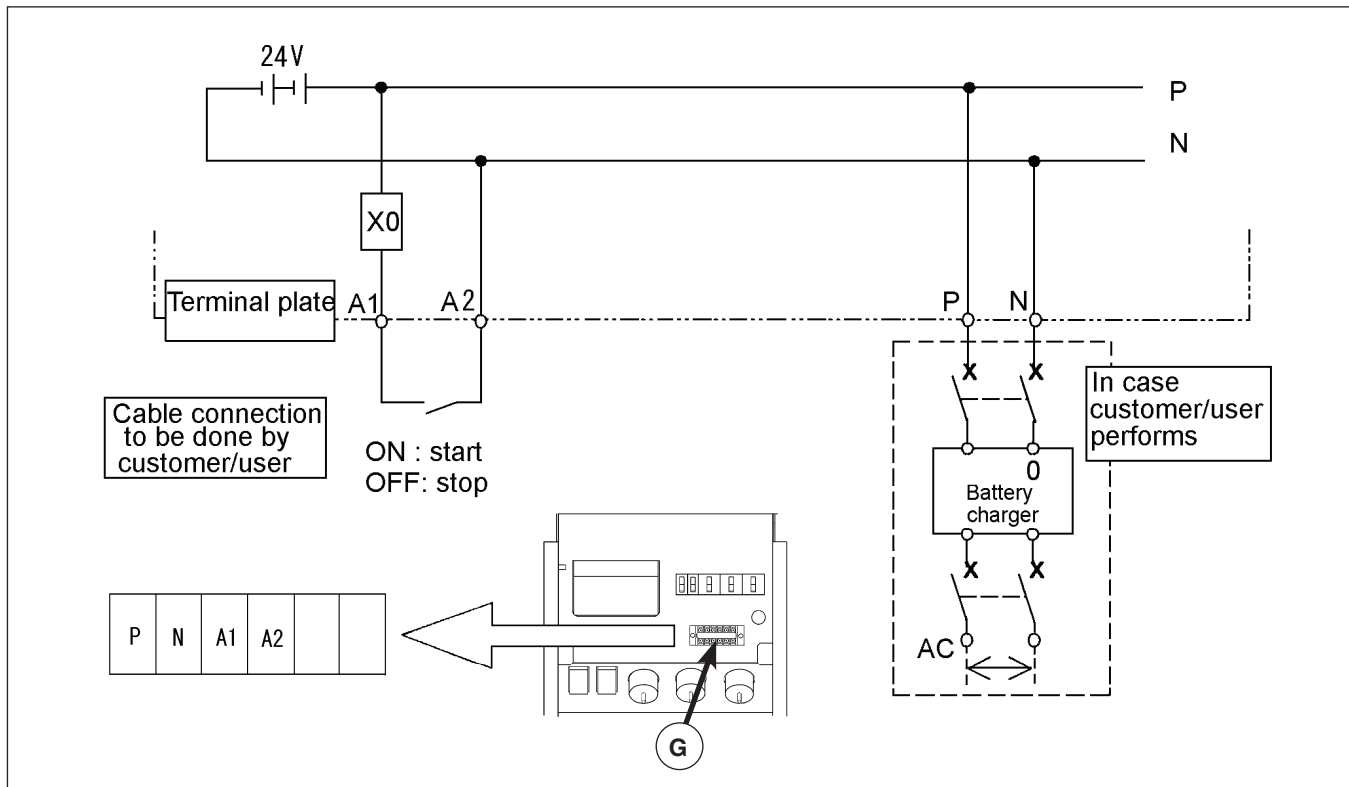 24V
P
N
X0
Terminal plate
A1
A2
P
N
Cable connection
to be done by
customer/user
ON : start
OFF: stop
X
X
In case
customer/user
performs
0
Battery
charger
X
X
AC
P N A1 A2
G